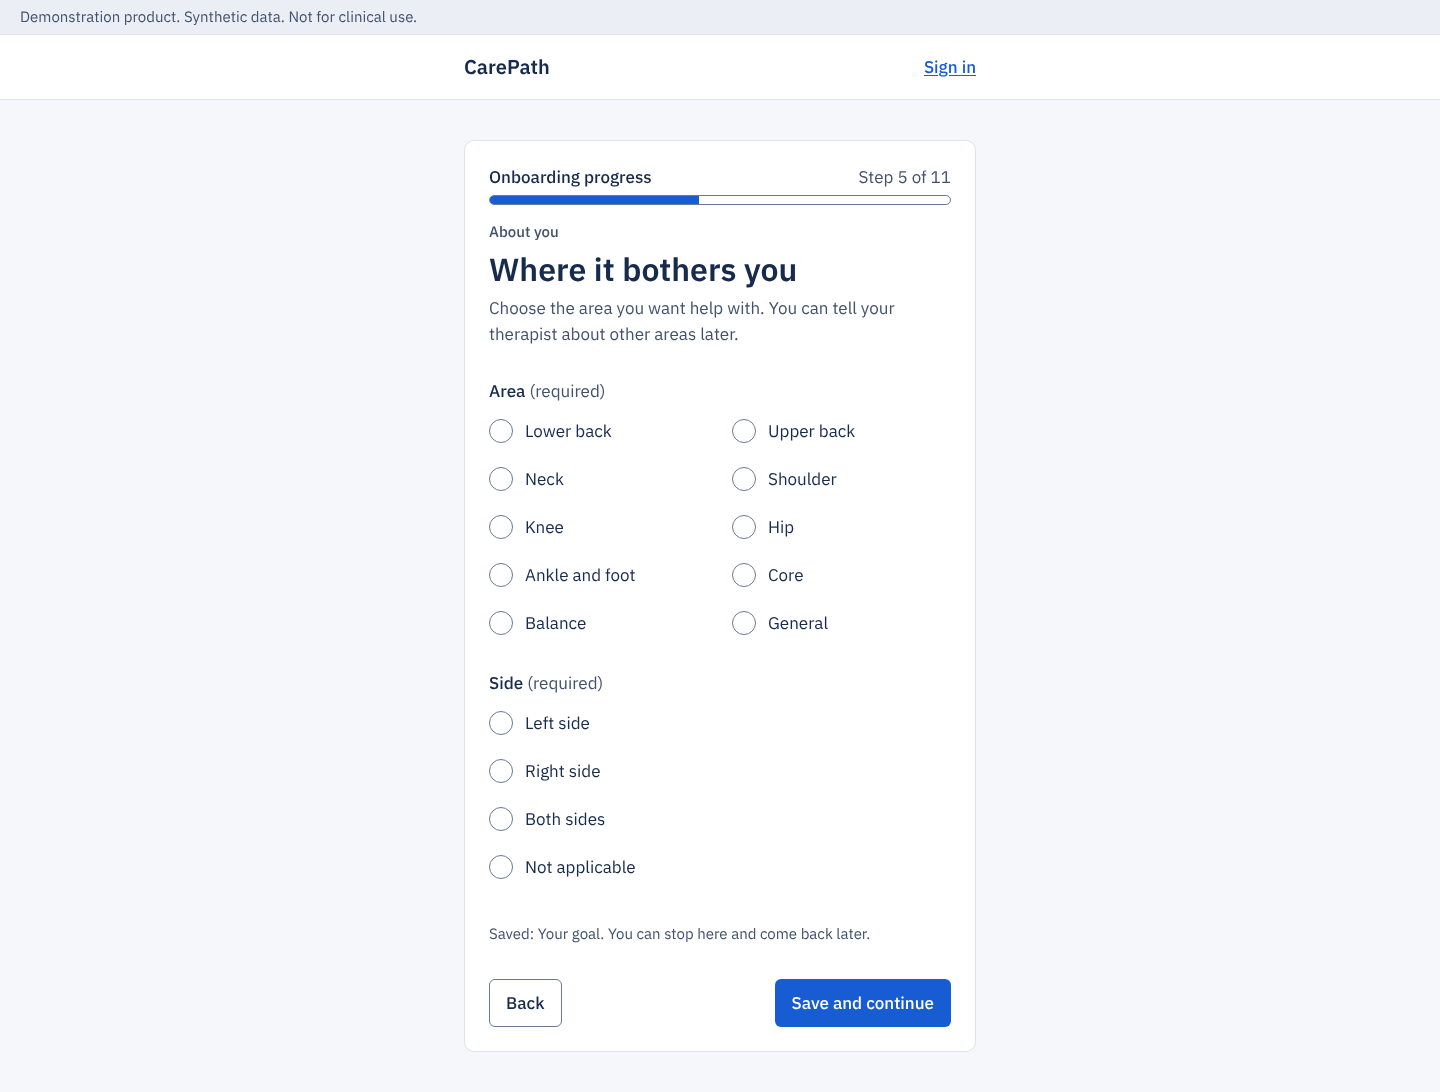 Demonstration product. Synthetic data. Not for clinical use.
CarePath
Sign in
Onboarding progress
Step 5 of 11
About you
Where it bothers you
Choose the area you want help with. You can tell your
therapist about other areas later.
Area (required)
Lower back
Upper back
Neck
Shoulder
Knee
Hip
Ankle and foot
Core
Balance
General
Side (required)
Left side
Right side
Both sides
Not applicable
Saved: Your goal. You can stop here and come back later.
Back
Save and continue